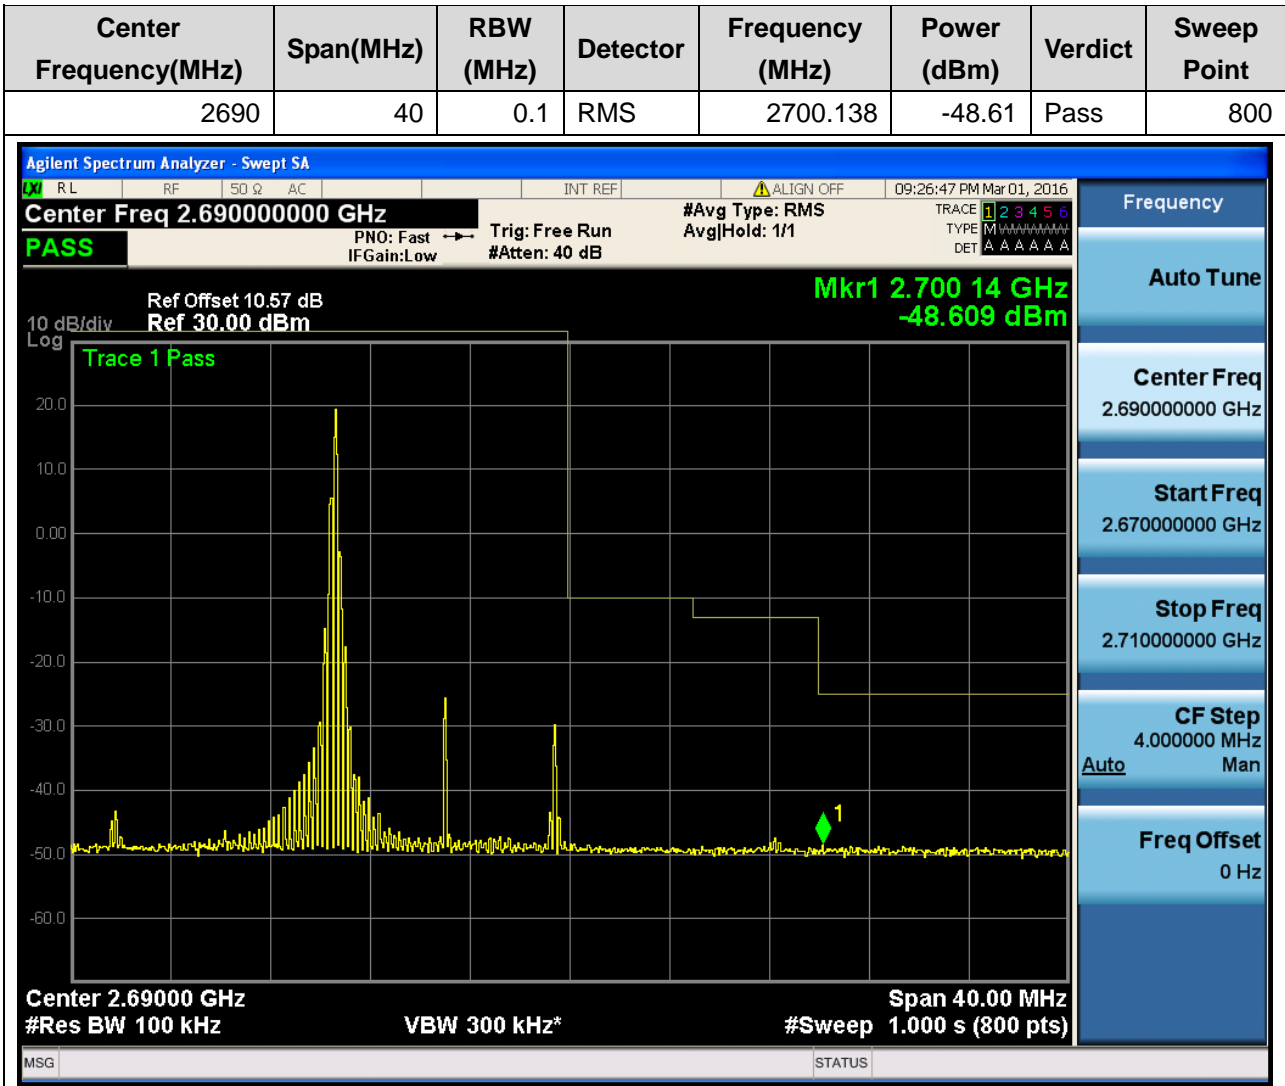 Center Frequency(MHz) Span(MHz) RBW (MHz) Detector Frequency (MHz) Power (dBm) Verdict Sweep Point
2690 40 0.1 RMS 2700.138 -48.61 Pass 800
Agilent Spectrum Analyzer - Swept SA
LXI RL RF 50 Ω AC INT REF ALIGN OFF 09:26:47 PM Mar 01, 2016
Center Freq 2.690000000 GHz
PASS
PNO: Fast
IFGain:Low
Trig: Free Run
#Atten: 40 dB
#Avg Type: RMS
Avg|Hold: 1/1
TRACE 1 2 3 4 5 6
TYPE M WWWWW
DET A A A A A A
Ref Offset 10.57 dB
10 dB/div Ref 30.00 dBm
Log
Mkr1 2.700 14 GHz
-48.609 dBm
Trace 1 Pass
20.0
10.0
0.00
-10.0
-20.0
-30.0
-40.0
-50.0
-60.0
1
Center 2.69000 GHz Span 40.00 MHz
#Res BW 100 kHz VBW 300 kHz* #Sweep 1.000 s (800 pts)
MSG STATUS
Frequency
Auto Tune
Center Freq
2.690000000 GHz
Start Freq
2.670000000 GHz
Stop Freq
2.710000000 GHz
CF Step
4.000000 MHz
Auto Man
Freq Offset
0 Hz